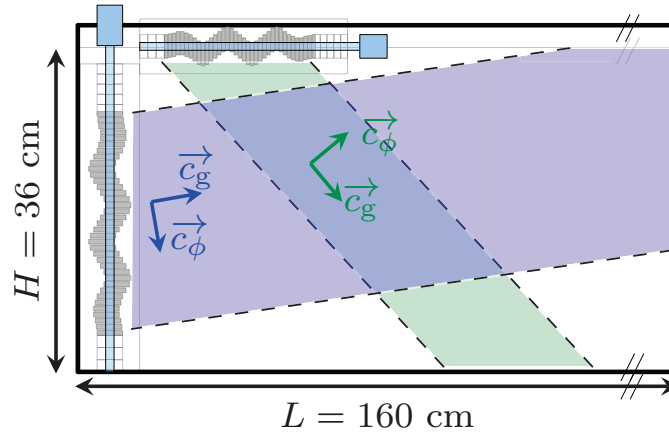 H = 36 cm
c_g
c_ϕ
c_ϕ
c_g
L = 160 cm